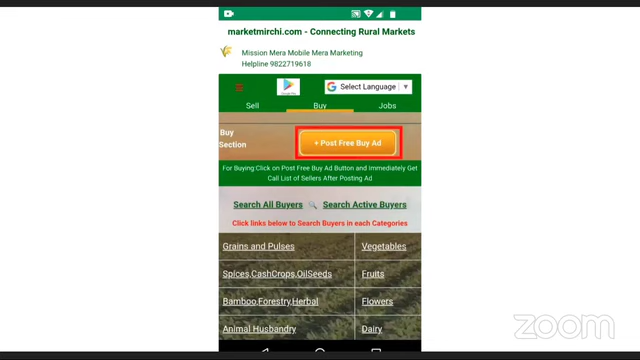 marketmirchi.com - Connecting Rural Markets
Mission Mera Mobile Mera Marketing
Helpline 9822719618
Select Language
Sell Buy Jobs
Buy
Section
+ Post Free Buy Ad
For Buying:Click on Post Free Buy Ad Button and Immediately Get
Call List of Sellers After Posting Ad
Search All Buyers Search Active Buyers
Click links below to Search Buyers in each Categories
Grains and Pulses Vegetables
Spices,CashCrops,OilSeeds Fruits
Bamboo,Forestry,Herbal Flowers
Animal Husbandry Dairy
zoom